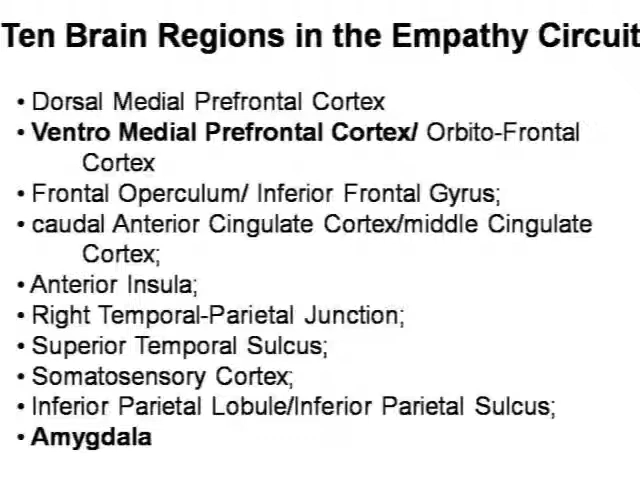 Ten Brain Regions in the Empathy Circuit
• Dorsal Medial Prefrontal Cortex
• Ventro Medial Prefrontal Cortex/ Orbito-Frontal
Cortex
• Frontal Operculum/ Inferior Frontal Gyrus;
• caudal Anterior Cingulate Cortex/middle Cingulate
Cortex;
• Anterior Insula;
• Right Temporal-Parietal Junction;
• Superior Temporal Sulcus;
• Somatosensory Cortex;
• Inferior Parietal Lobule/Inferior Parietal Sulcus;
• Amygdala